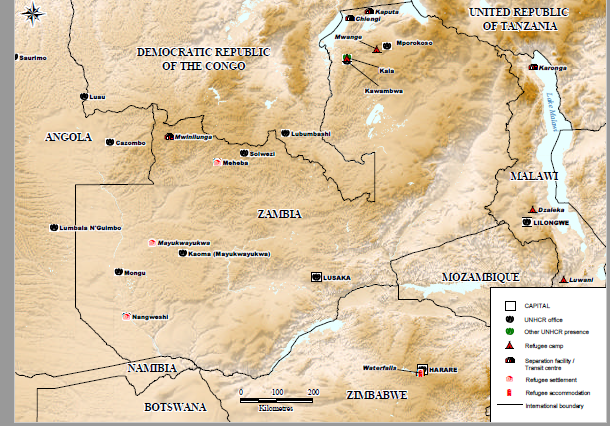 UNITED REPUBLIC
OF TANZANIA
Kaputa
Chiengi
Mwange
Mporokoso
DEMOCRATIC REPUBLIC
OF THE CONGO
Saurimo
Kala
Karonga
Kawambwa
Luau
Lake Malawi
ANGOLA
Cazombo
Mwinilunga
Lubumbashi
Solwezi
Meheba
MALAWI
ZAMBIA
Dzaleka
LILONGWE
Lumbala N'Guimbo
Mayukwayukwa
Kaoma (Mayukwayukwa)
Mongu
LUSAKA
MOZAMBIQUE
Luwani
Nangweshi
NAMIBIA
Waterfalls
HARARE
ZIMBABWE
BOTSWANA
0 100 200
Kilometres
CAPITAL
UNHCR office
Other UNHCR presence
Refugee camp
Separation facility /
Transit centre
Refugee settlement
Refugee accommodation
International boundary